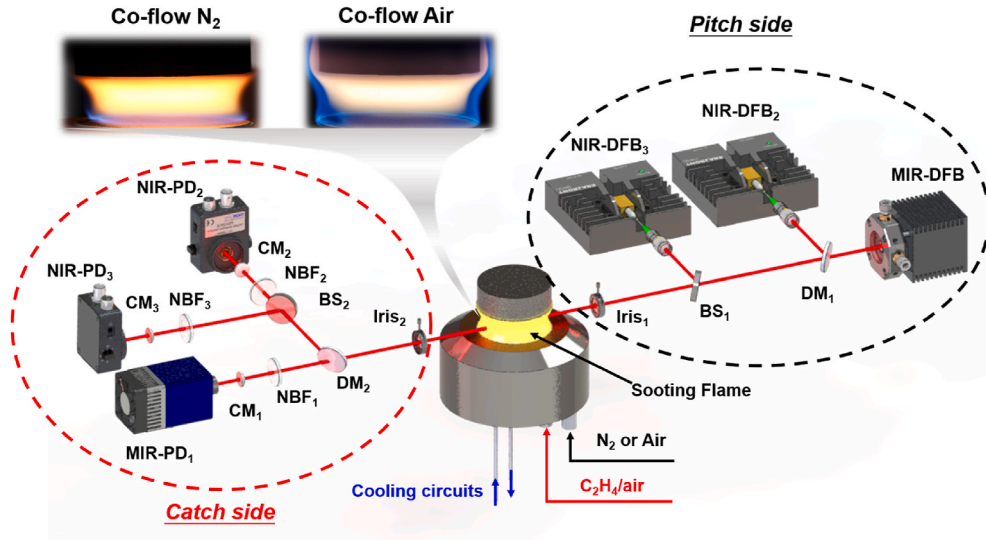 Co-flow N₂
Co-flow Air
Pitch side
NIR-DFB₃
NIR-DFB₂
MIR-DFB
NIR-PD₂
CM₂
NIR-PD₃
NBF₂
CM₃
NBF₃
BS₂
Iris₂
Iris₁
BS₁
DM₁
DM₂
NBF₁
CM₁
MIR-PD₁
Sooting Flame
N₂ or Air
Cooling circuits
C₂H₄/air
Catch side